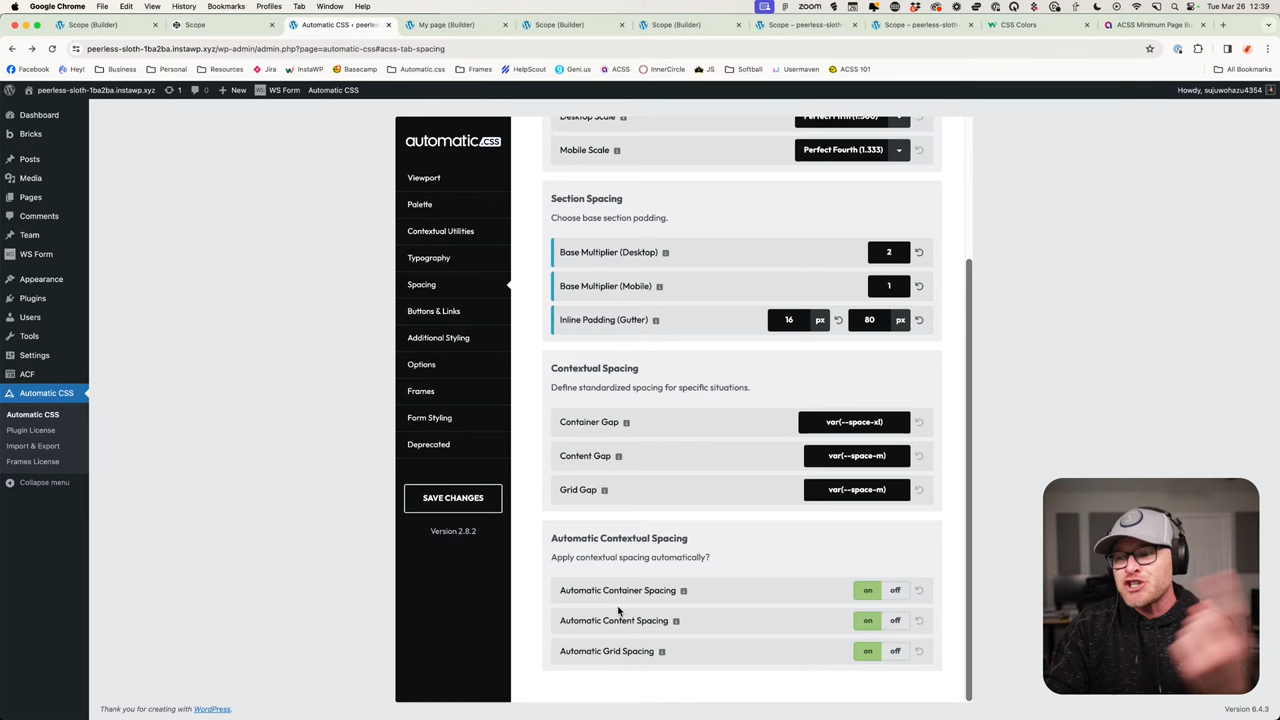 Google Chrome File Edit View History Bookmarks Profiles Tab Window Help zoom Tue Mar 26 12:39
Scope (Builder) Scope Automatic CSS ‹ peerles My page (Builder) Scope (Builder) Scope (Builder) Scope – peerless-sloth- Scope – peerless-sloth- CSS Colors ACSS Minimum Page Bu
peerless-sloth-1ba2ba.instawp.xyz/wp-admin/admin.php?page=automatic-css#acss-tab-spacing
Facebook Hey! Business Personal Resources Jira InstaWP Basecamp Automatic.css Frames HelpScout Geni.us ACSS InnerCircle JS Softball Usermaven ACSS 101 All Bookmarks
peerless-sloth-1ba2ba.instawp.xyz 1 0 New WS Form Automatic CSS Howdy, sujuwohazu4354
Dashboard
Bricks
Posts
Media
Pages
Comments
Team
WS Form
Appearance
Plugins
Users
Tools
Settings
ACF
Automatic CSS
Automatic CSS
Plugin License
Import & Export
Frames License
Collapse menu
automatic.css
Viewport
Palette
Contextual Utilities
Typography
Spacing
Buttons & Links
Additional Styling
Options
Frames
Form Styling
Deprecated
SAVE CHANGES
Version 2.8.2
Desktop Scale
Mobile Scale Perfect Fourth (1.333)
Section Spacing
Choose base section padding.
Base Multiplier (Desktop) 2
Base Multiplier (Mobile) 1
Inline Padding (Gutter) 16 px 80 px
Contextual Spacing
Define standardized spacing for specific situations.
Container Gap var(--space-xl)
Content Gap var(--space-m)
Grid Gap var(--space-m)
Automatic Contextual Spacing
Apply contextual spacing automatically?
Automatic Container Spacing on off
Automatic Content Spacing on off
Automatic Grid Spacing on off
Thank you for creating with WordPress.
Version 6.4.3